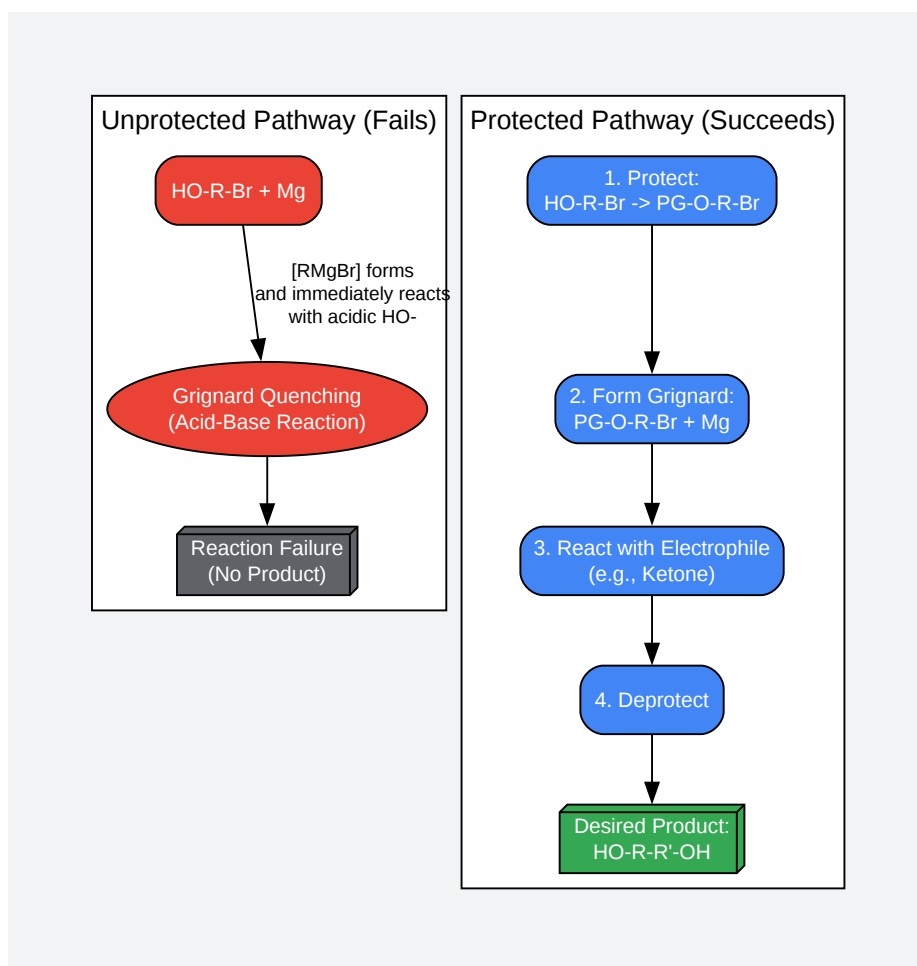 Unprotected Pathway (Fails)
HO-R-Br + Mg
[RMgBr] forms
and immediately reacts
with acidic HO-
Grignard Quenching
(Acid-Base Reaction)
Reaction Failure
(No Product)
Protected Pathway (Succeeds)
1. Protect:
HO-R-Br -> PG-O-R-Br
2. Form Grignard:
PG-O-R-Br + Mg
3. React with Electrophile
(e.g., Ketone)
4. Deprotect
Desired Product:
HO-R-R'-OH